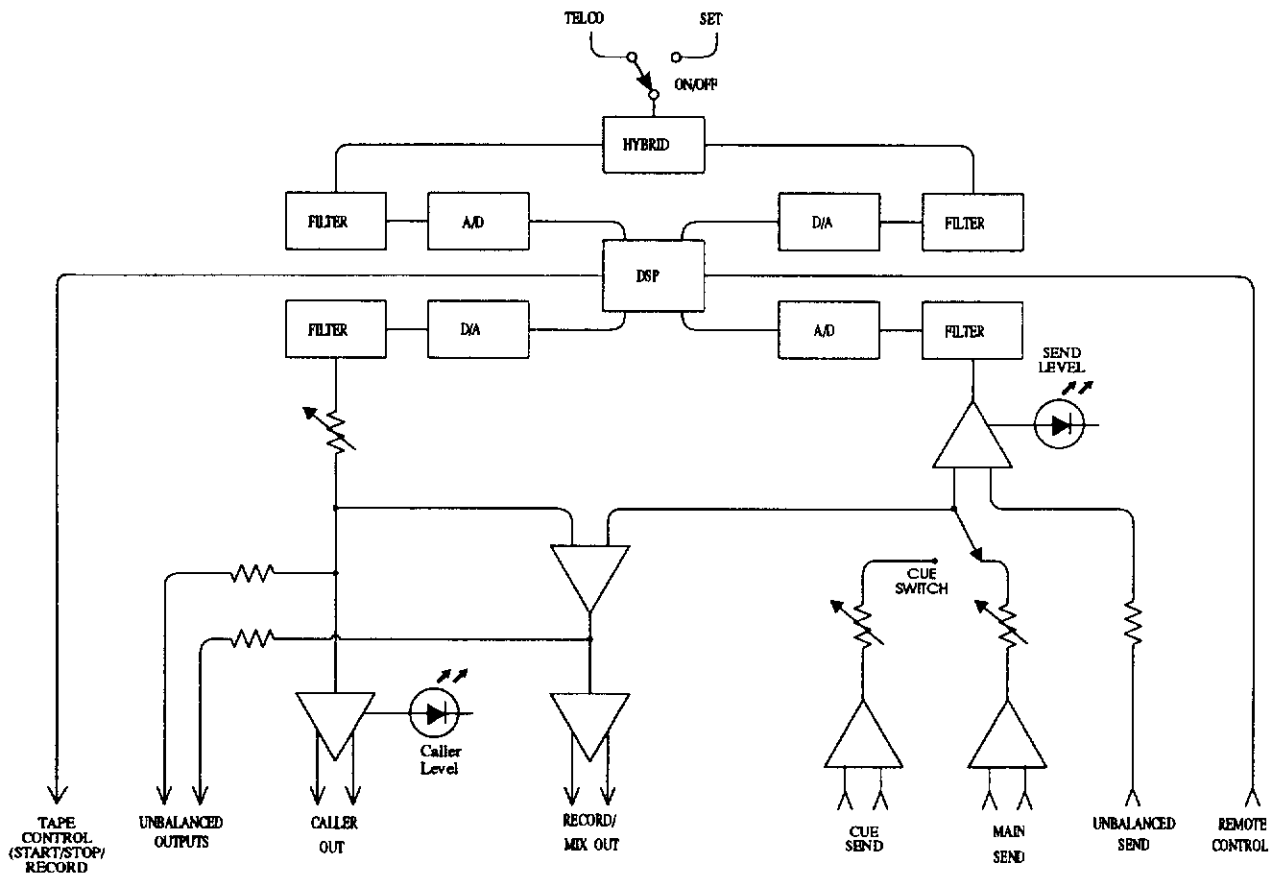 TELCO
SET
ON/OFF
HYBRID
FILTER
A/D
D/A
FILTER
DSP
FILTER
D/A
A/D
FILTER
SEND
LEVEL
CUE
SWITCH
Caller
Level
TAPE
CONTROL
(START/STOP/
RECORD
UNBALANCED
OUTPUTS
CALLER
OUT
RECORD/
MIX OUT
CUE
SEND
MAIN
SEND
UNBALANCED
SEND
REMOTE
CONTROL